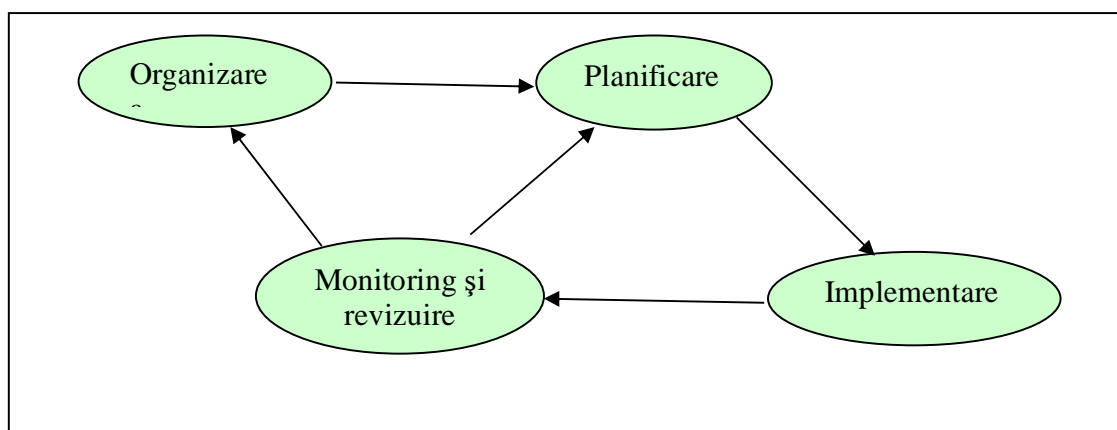 Organizare
Planificare
Monitoring şi
revizuire
Implementare